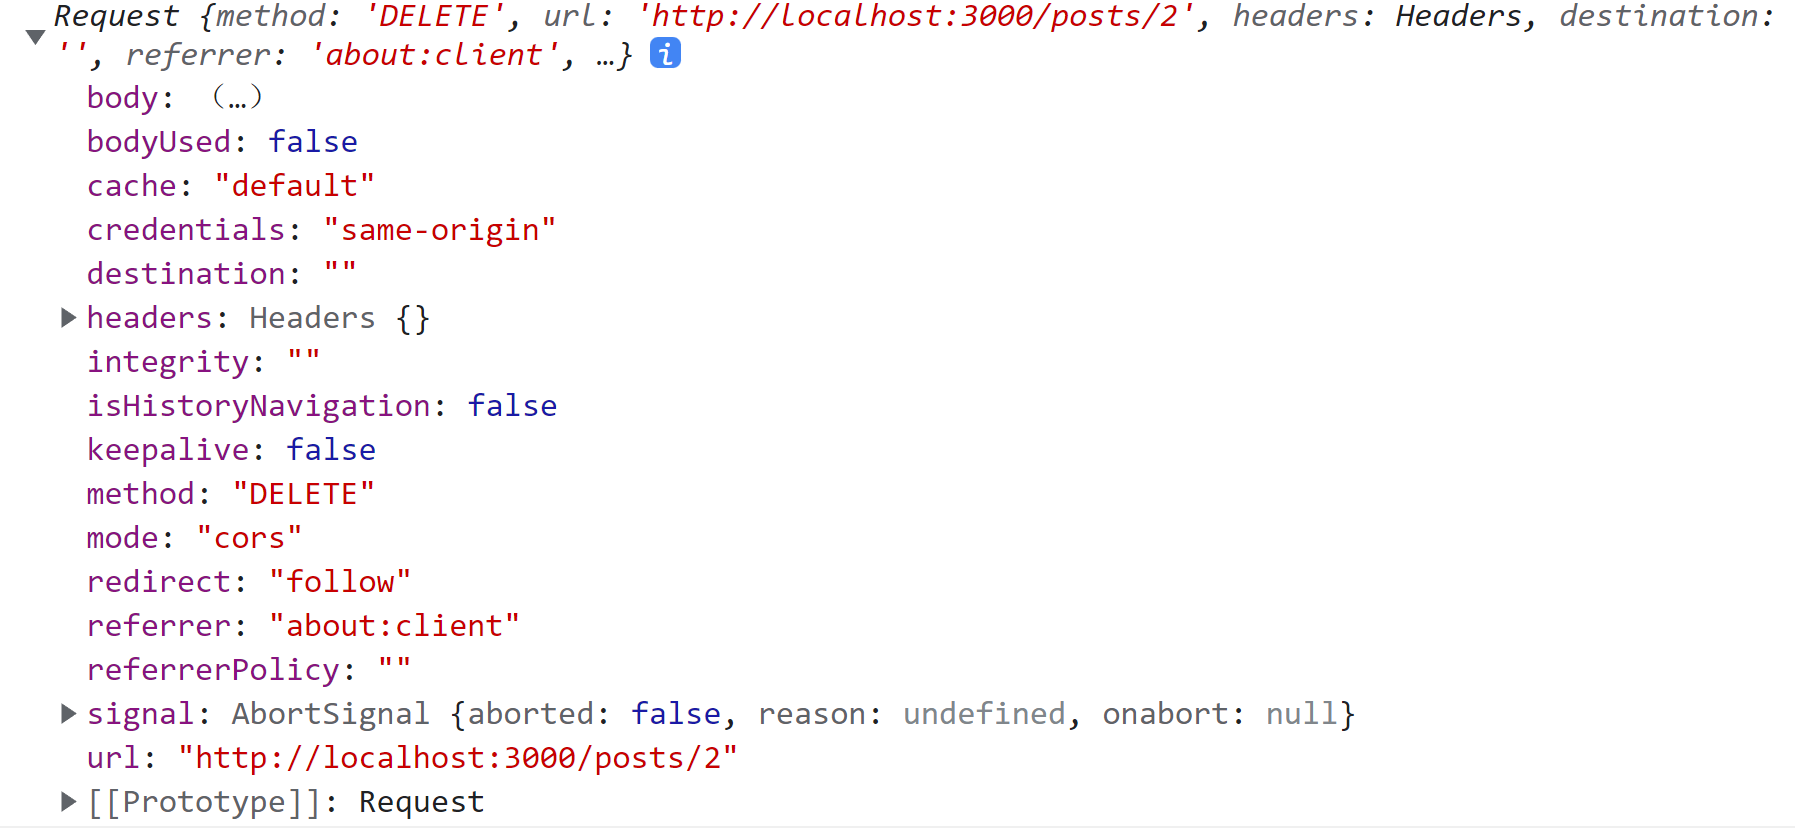 Request {method: 'DELETE', url: 'http://localhost:3000/posts/2', headers: Headers, destination:
'', referrer: 'about:client', …} i
body: （…）
bodyUsed: false
cache: "default"
credentials: "same-origin"
destination: ""
headers: Headers {}
integrity: ""
isHistoryNavigation: false
keepalive: false
method: "DELETE"
mode: "cors"
redirect: "follow"
referrer: "about:client"
referrerPolicy: ""
signal: AbortSignal {aborted: false, reason: undefined, onabort: null}
url: "http://localhost:3000/posts/2"
[[Prototype]]: Request